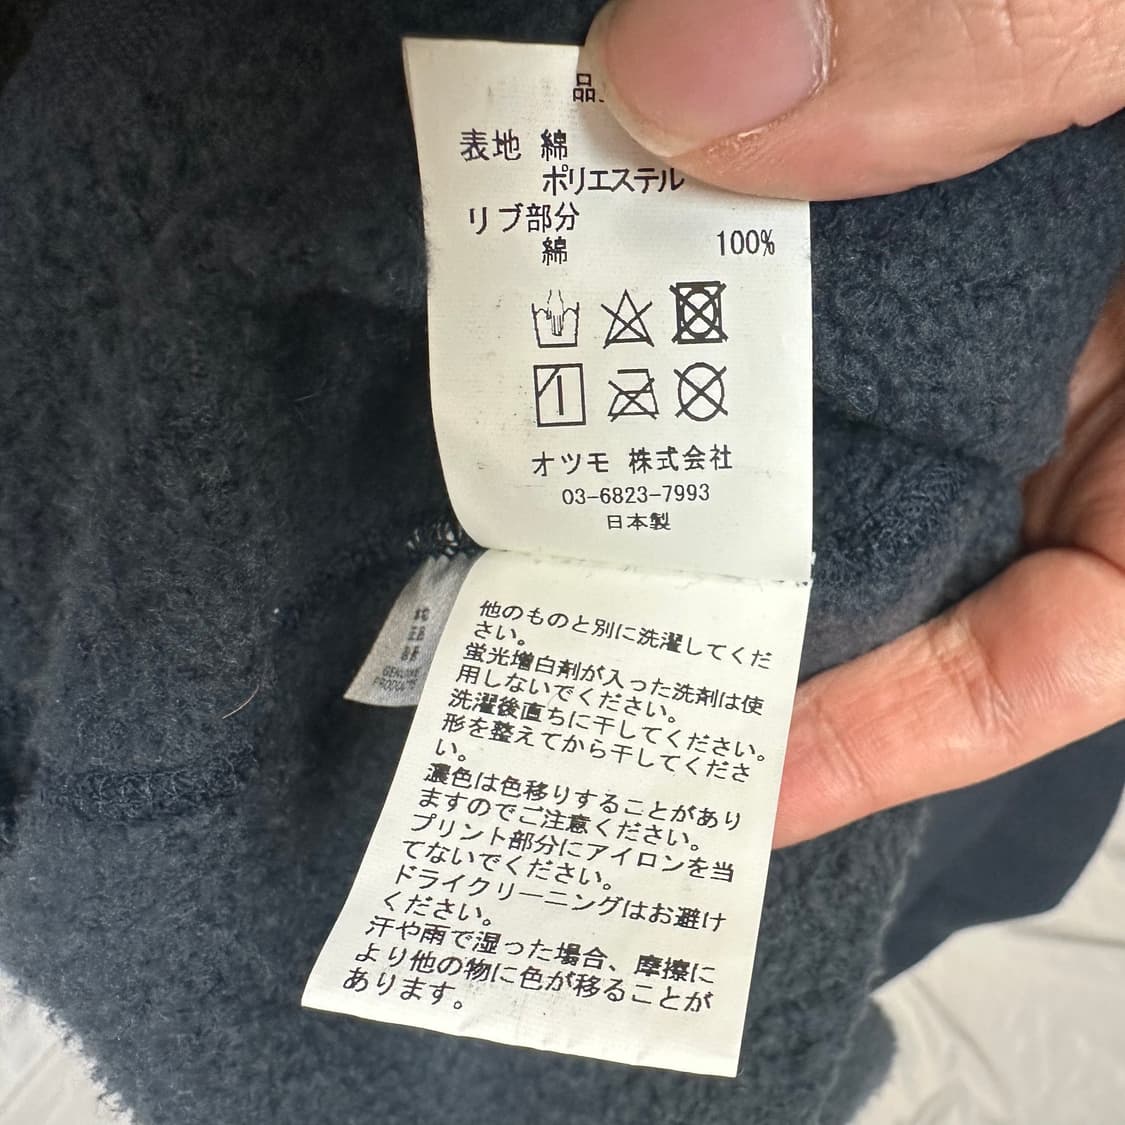 品
表地 綿
ポリエステル
リブ部分
綿 100%
オツモ 株式会社
03-6823-7993
日本製
他のものと別に洗濯してくだ
さい。
蛍光増白剤が入った洗剤は使
用しないでください。
洗濯後直ちに干してください。
形を整えてから干してくださ
い。
濃色は色移りすることがあり
ますのでご注意ください。
プリント部分にアイロンを当
てないでください。
ドライクリーニングはお避け
ください。
汗や雨で湿った場合、摩擦に
より他の物に色が移ることが
あります。
GENUINE
PRODUCTS